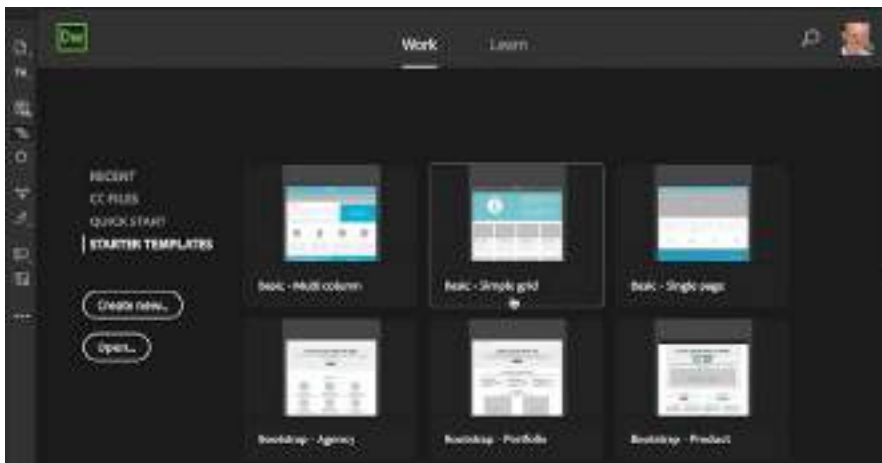 Dw
Work Learn
RECENT
CC FILES
QUICK START
STARTER TEMPLATES
Create new...
Open...
Basic - Multi column
Basic - Simple grid
Basic - Single page
Bootstrap - Agency
Bootstrap - Portfolio
Bootstrap - Product